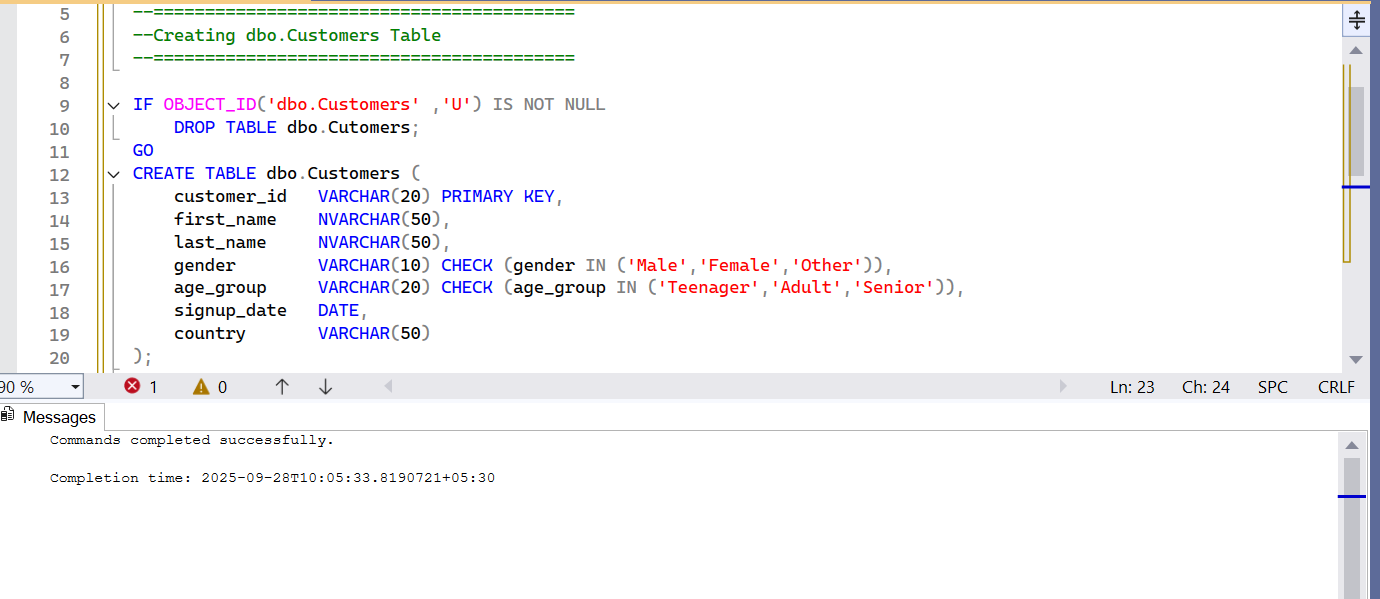 5 --=========================================
6 --Creating dbo.Customers Table
7 --=========================================
8
9 IF OBJECT_ID('dbo.Customers' ,'U') IS NOT NULL
10 DROP TABLE dbo.Cutomers;
11 GO
12 CREATE TABLE dbo.Customers (
13 customer_id VARCHAR(20) PRIMARY KEY,
14 first_name NVARCHAR(50),
15 last_name NVARCHAR(50),
16 gender VARCHAR(10) CHECK (gender IN ('Male','Female','Other')),
17 age_group VARCHAR(20) CHECK (age_group IN ('Teenager','Adult','Senior')),
18 signup_date DATE,
19 country VARCHAR(50)
20 );
90 % 1 0 Ln: 23 Ch: 24 SPC CRLF
Messages
Commands completed successfully.
Completion time: 2025-09-28T10:05:33.8190721+05:30